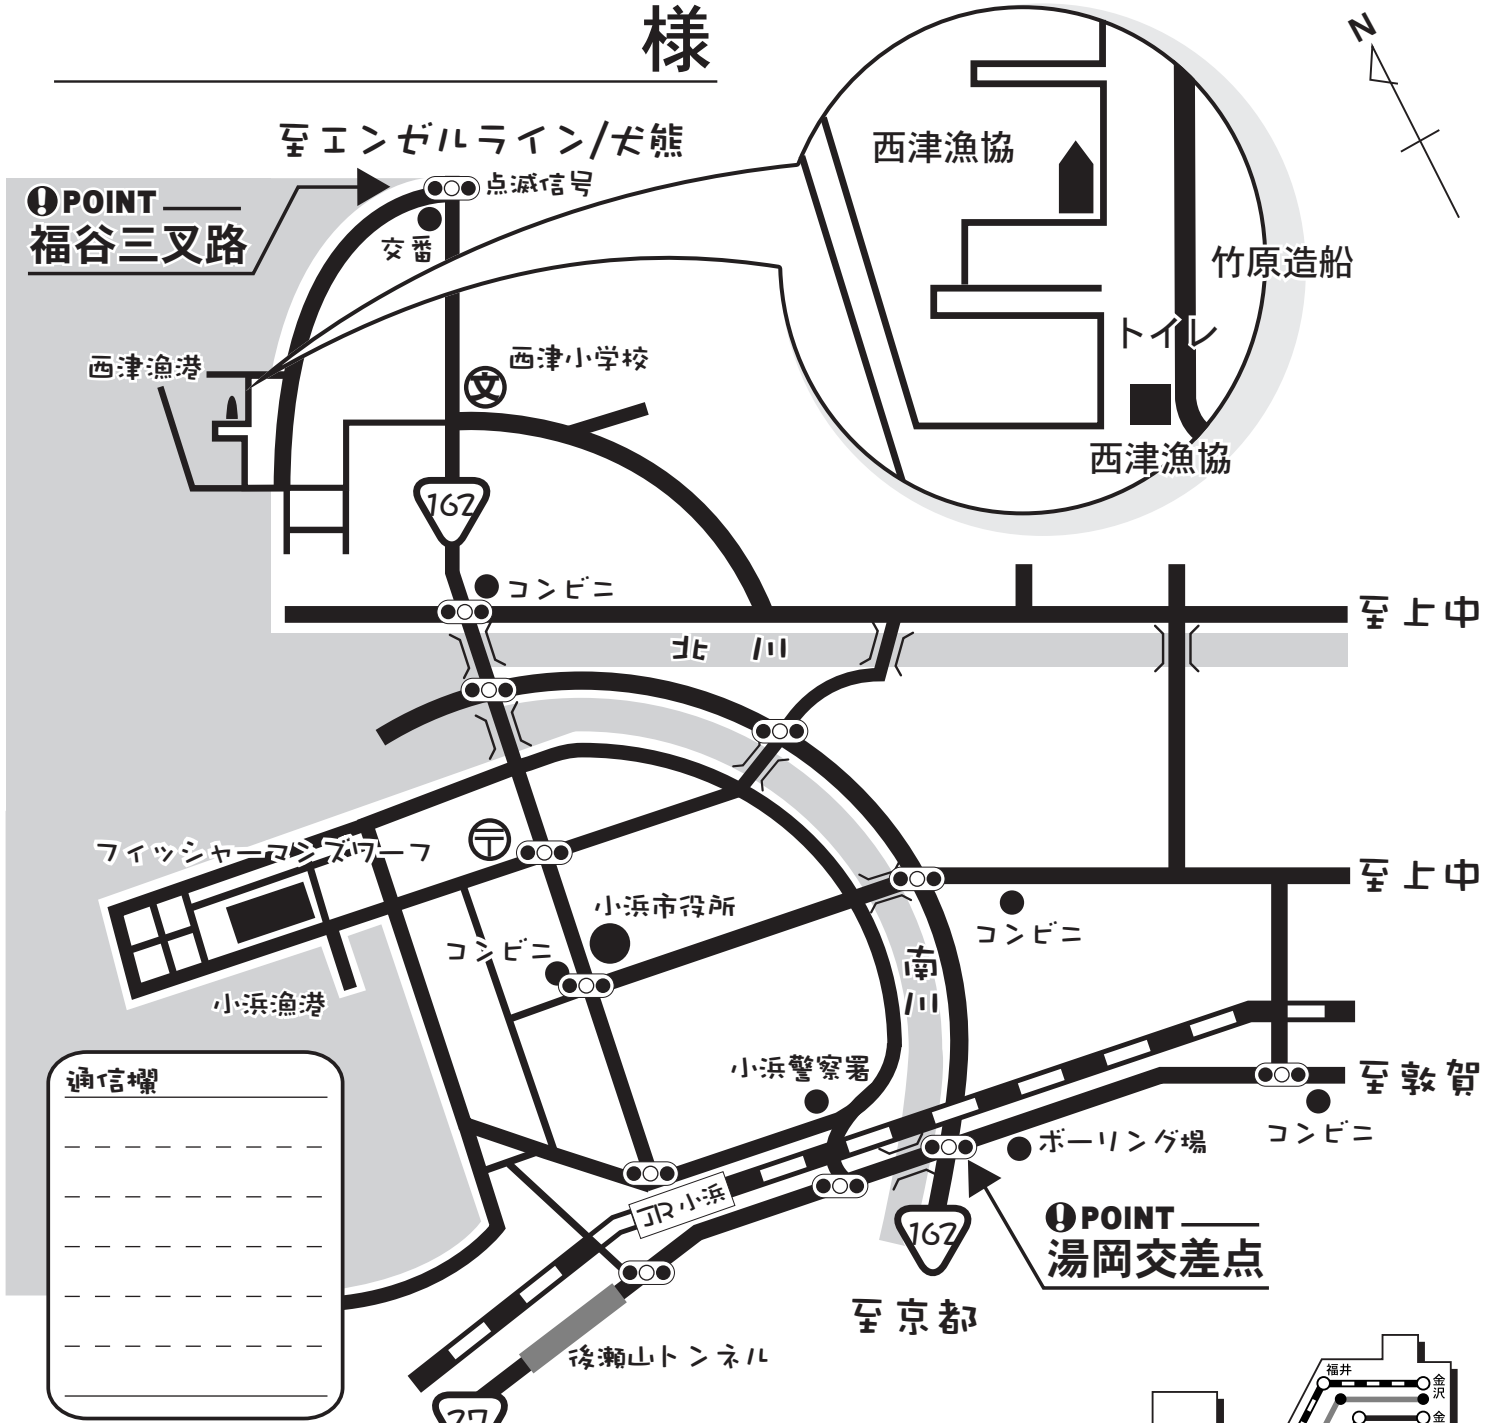 様
N
至エンゼルライン/犬熊
西津漁協
点滅信号
POINT
福谷三叉路
交番
竹原造船
トイレ
西津漁港
西津小学校
文
西津漁協
162
コンビニ
至上中
北川
フィッシャーマンズワーフ
〒
至上中
小浜市役所
コンビニ
コンビニ
南川
小浜漁港
小浜警察署
至敦賀
通信欄
コンビニ
ボーリング場
JR小浜
POINT
湯岡交差点
162
至京都
後瀬山トンネル
福井
金沢
金
27